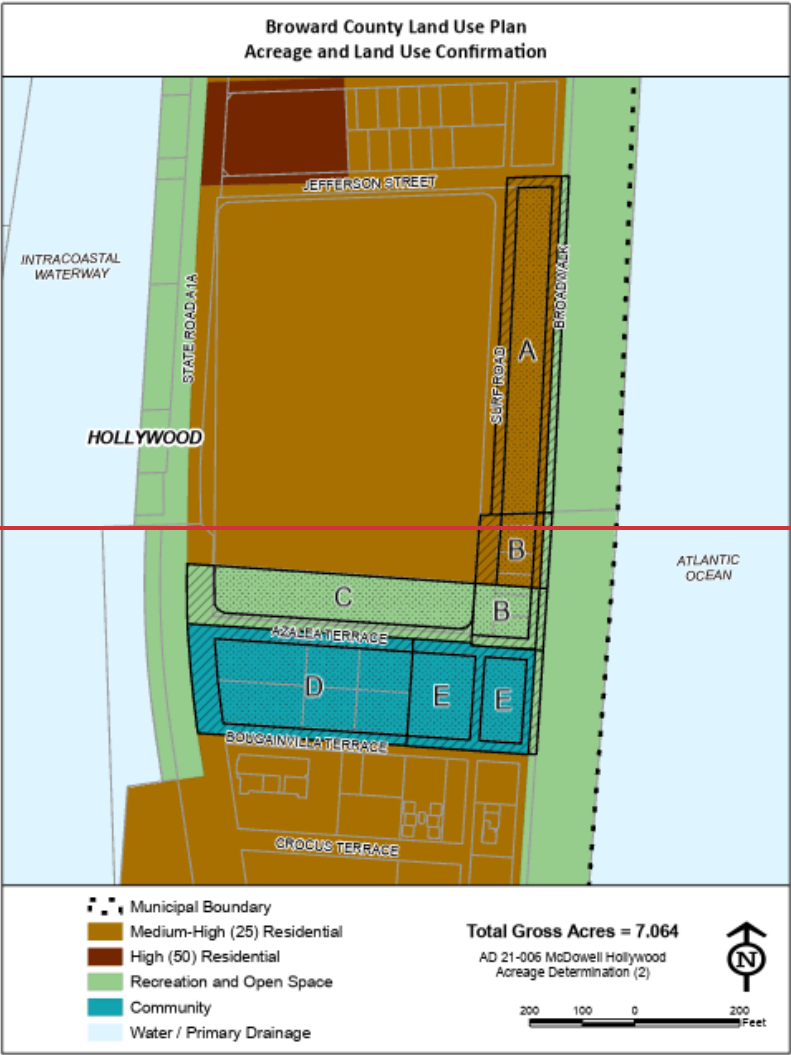 Broward County Land Use Plan
Acreage and Land Use Confirmation
JEFFERSON STREET
INTRACOASTAL
WATERWAY
STATE ROAD A1A
BROADWALK
SURF ROAD
A
HOLLYWOOD
B
ATLANTIC
OCEAN
C
B
AZALEA TERRACE
D
E
E
BOUGAINVILLA TERRACE
CROCUS TERRACE
Municipal Boundary
Medium-High (25) Residential
High (50) Residential
Recreation and Open Space
Community
Water / Primary Drainage
Total Gross Acres = 7.064
AD 21-006 McDowell Hollywood
Acreage Determination (2)
N
200 100 0 200
Feet